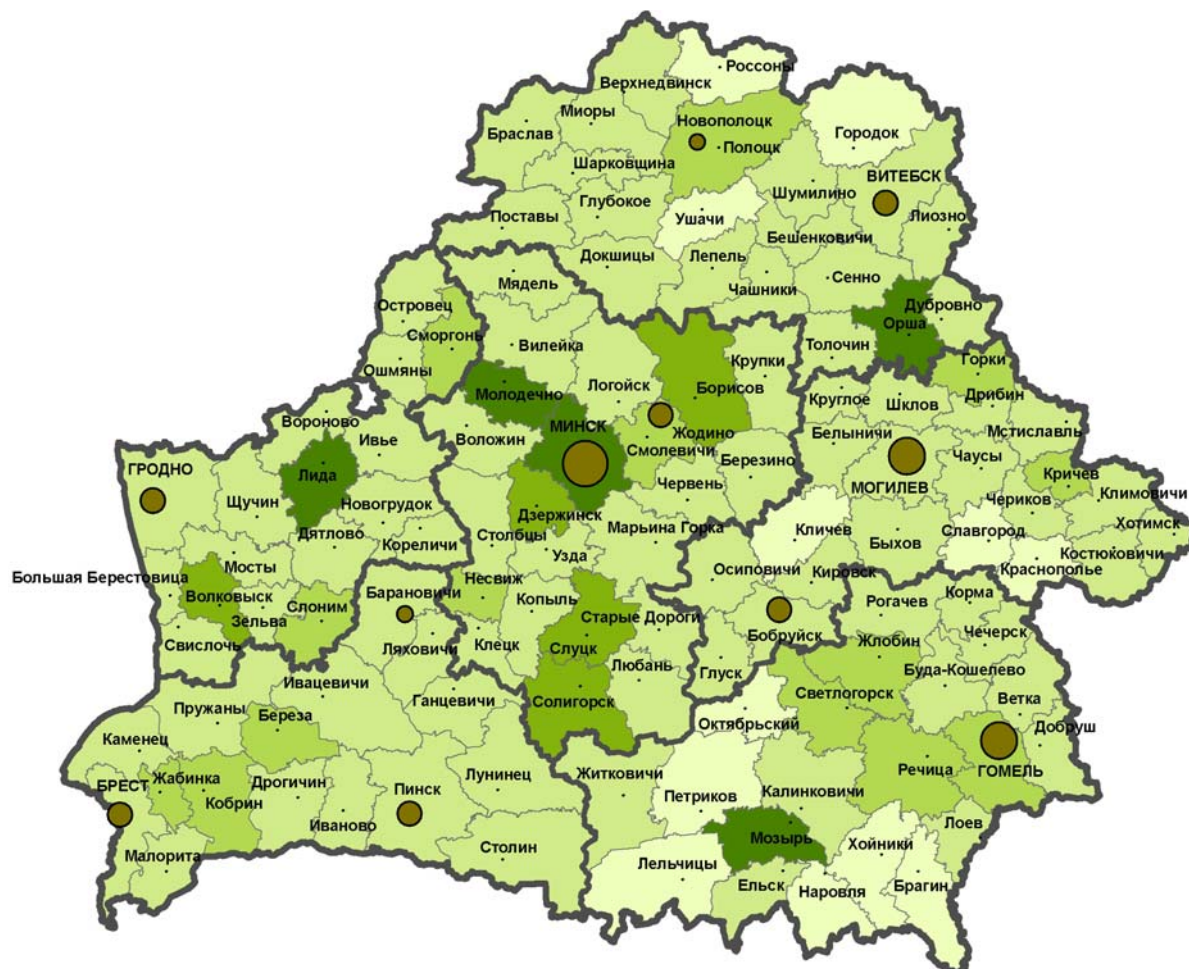 Россоны
Верхнедвинск
Миоры
Новополоцк
Браслав
Городок
Полоцк
Шарковщина
ВИТЕБСК
Шумилино
Глубокое
Поставы
Ушачи
Лиозно
Бешенковичи
Докшицы
Лепель
Сенно
Мядель
Чашники
Островец
Дубровно
Орша
Сморгонь
Вилейка
Толочин
Крупки
Горки
Ошмяны
Логойск
Борисов
Молодечно
Круглое
Шклов
Дрибин
Вороново
МИНСК
Мстиславль
Ивье
Воложин
Жодино
Белыничи
Смолевичи
Березино
Чаусы
ГРОДНО
Лида
Кричев
МОГИЛЕВ
Червень
Щучин
Климовичи
Новогрудок
Чериков
Дзержинск
Хотимск
Марьина Горка
Кличев
Славгород
Дятлово
Столбцы
Быхов
Кореличи
Узда
Костюковичи
Мосты
Осиповичи
Краснополье
Большая Берестовица
Кировск
Несвиж
Барановичи
Волковыск
Копыль
Корма
Слоним
Рогачев
Зельва
Старые Дороги
Бобруйск
Чечерск
Свислочь
Ляховичи
Клецк
Слуцк
Жлобин
Любань
Глуск
Буда-Кошелево
Ивацевичи
Светлогорск
Ганцевичи
Солигорск
Ветка
Пружаны
Береза
Октябрьский
Добруш
Каменец
Лунинец
Житковичи
Речица
ГОМЕЛЬ
БРЕСТ
Жабинка
Дрогичин
Пинск
Калинковичи
Петриков
Кобрин
Лоев
Иваново
Мозырь
Хойники
Столин
Малорита
Лельчицы
Ельск
Наровля
Брагин